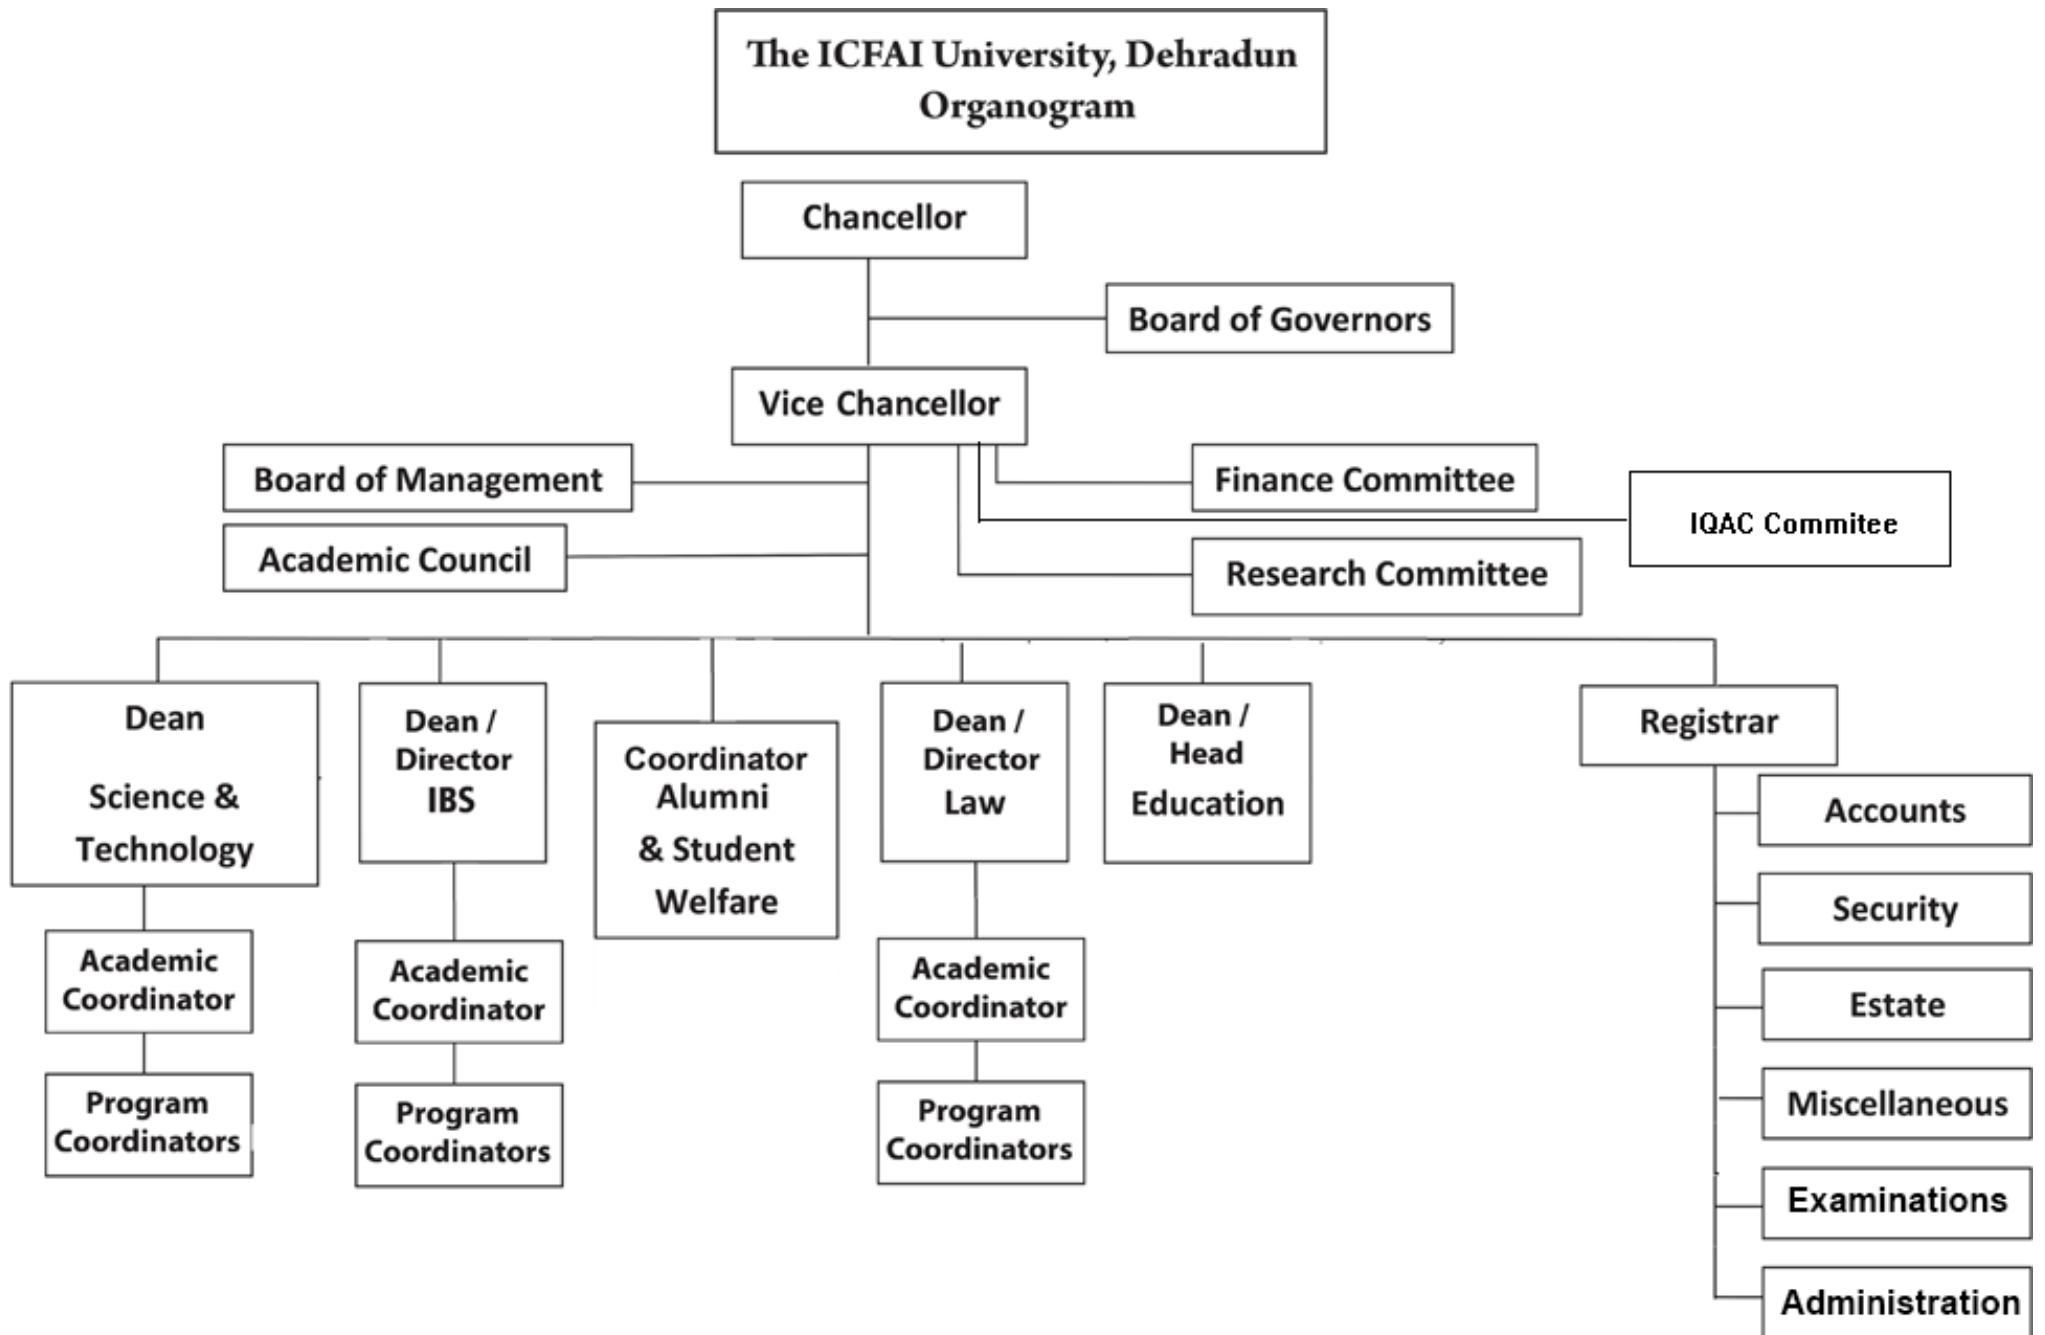 The ICFAI University, Dehradun
Organogram
Chancellor
Board of Governors
Vice Chancellor
Board of Management
Finance Committee
IQAC Commitee
Academic Council
Research Committee
Dean
Science &
Technology
Dean /
Director
IBS
Coordinator
Alumni
& Student
Welfare
Dean /
Director
Law
Dean /
Head
Education
Registrar
Academic
Coordinator
Program
Coordinators
Academic
Coordinator
Program
Coordinators
Academic
Coordinator
Program
Coordinators
Accounts
Security
Estate
Miscellaneous
Examinations
Administration